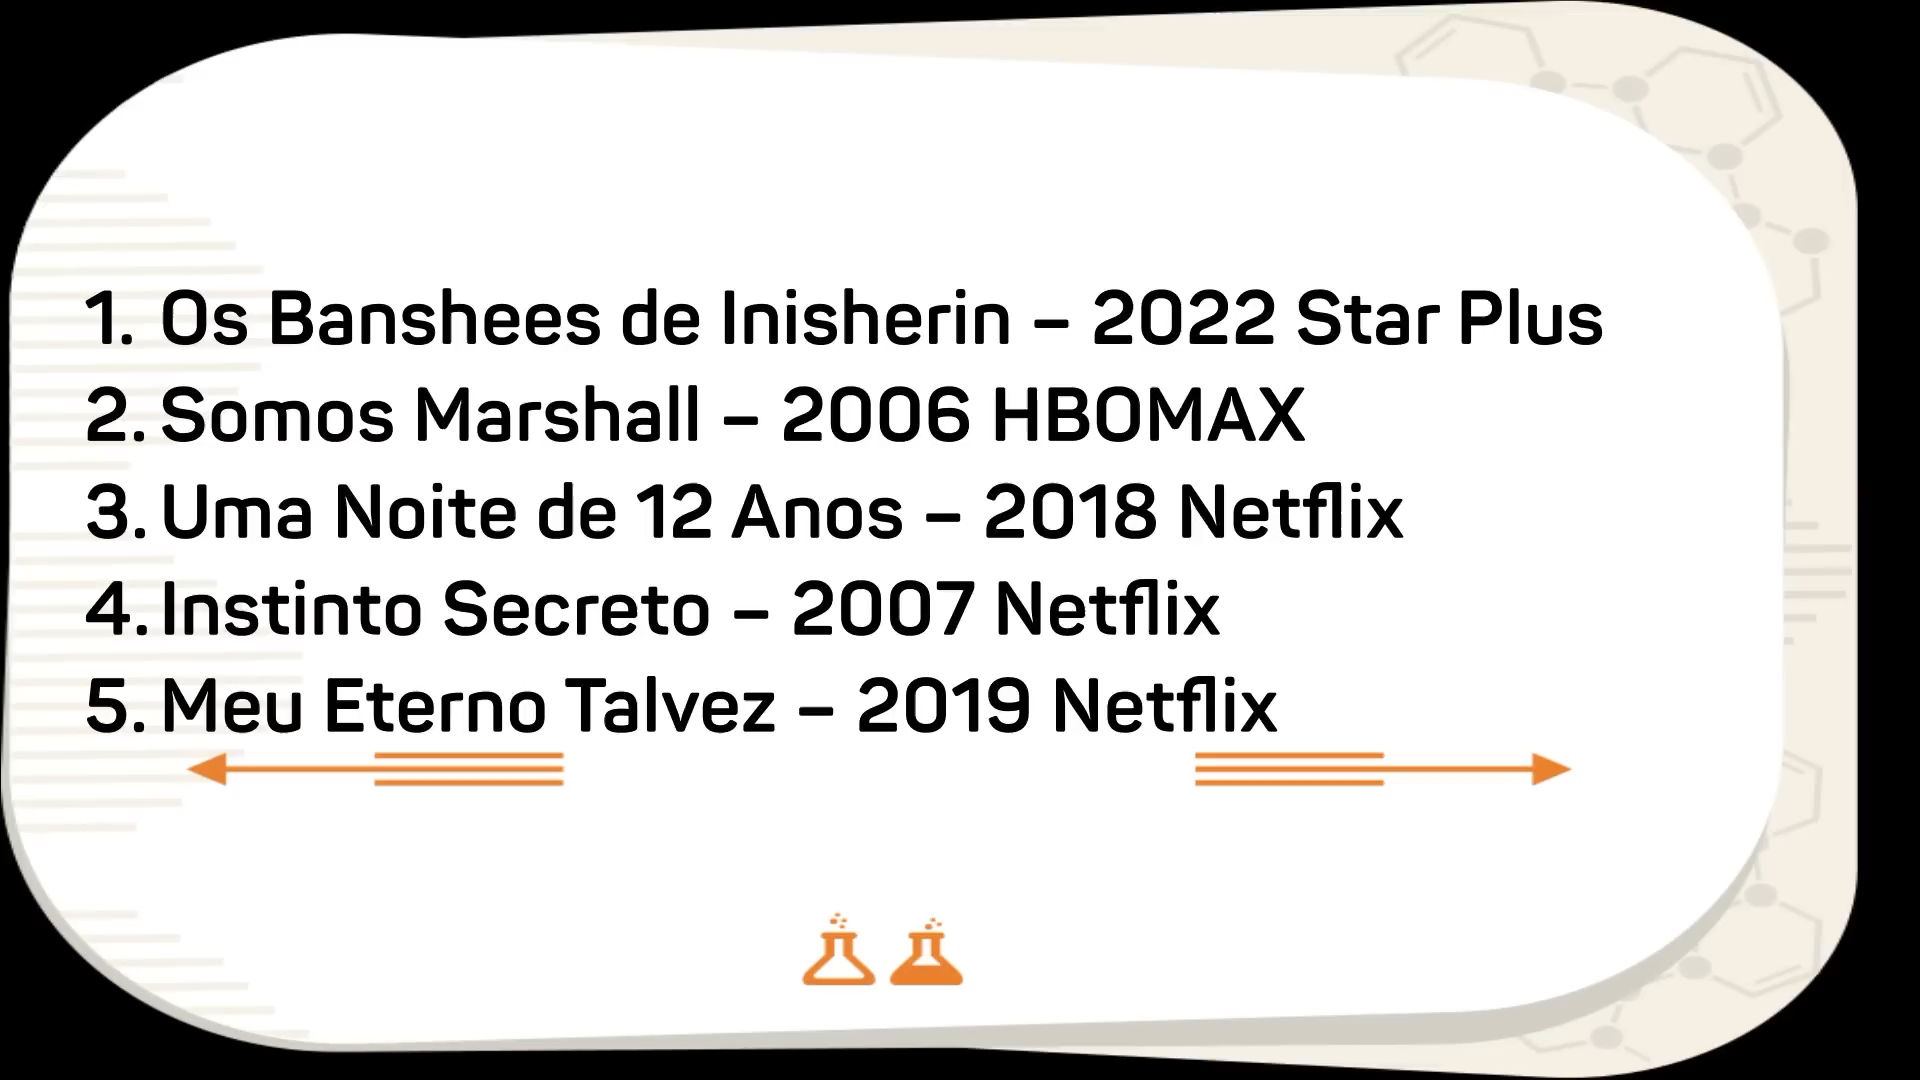 1. Os Banshees de Inisherin – 2022 Star Plus
2. Somos Marshall – 2006 HBOMAX
3. Uma Noite de 12 Anos – 2018 Netflix
4. Instinto Secreto – 2007 Netflix
5. Meu Eterno Talvez – 2019 Netflix